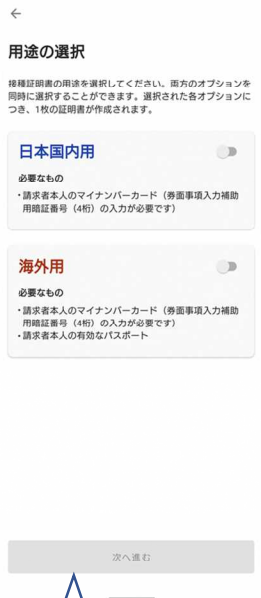 用途の選択
接種証明書の用途を選択してください。両方のオプションを
同時に選択することができます。選択された各オプションに
つき、1枚の証明書が作成されます。
日本国内用
必要なもの
・請求者本人のマイナンバーカード（券面事項入力補助
用暗証番号（4桁）の入力が必要です）
海外用
必要なもの
・請求者本人のマイナンバーカード（券面事項入力補助
用暗証番号（4桁）の入力が必要です）
・請求者本人の有効なパスポート
次へ進む